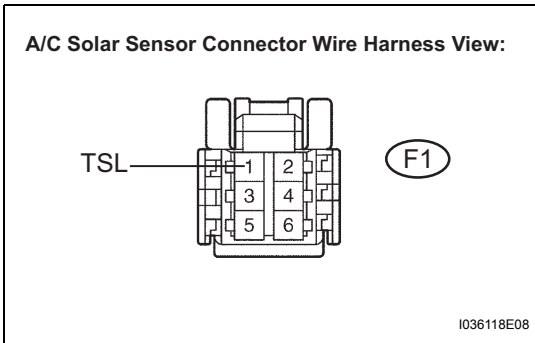 A/C Solar Sensor Connector Wire Harness View:
TSL 1 2 F1
3 4
5 6
I036118E08